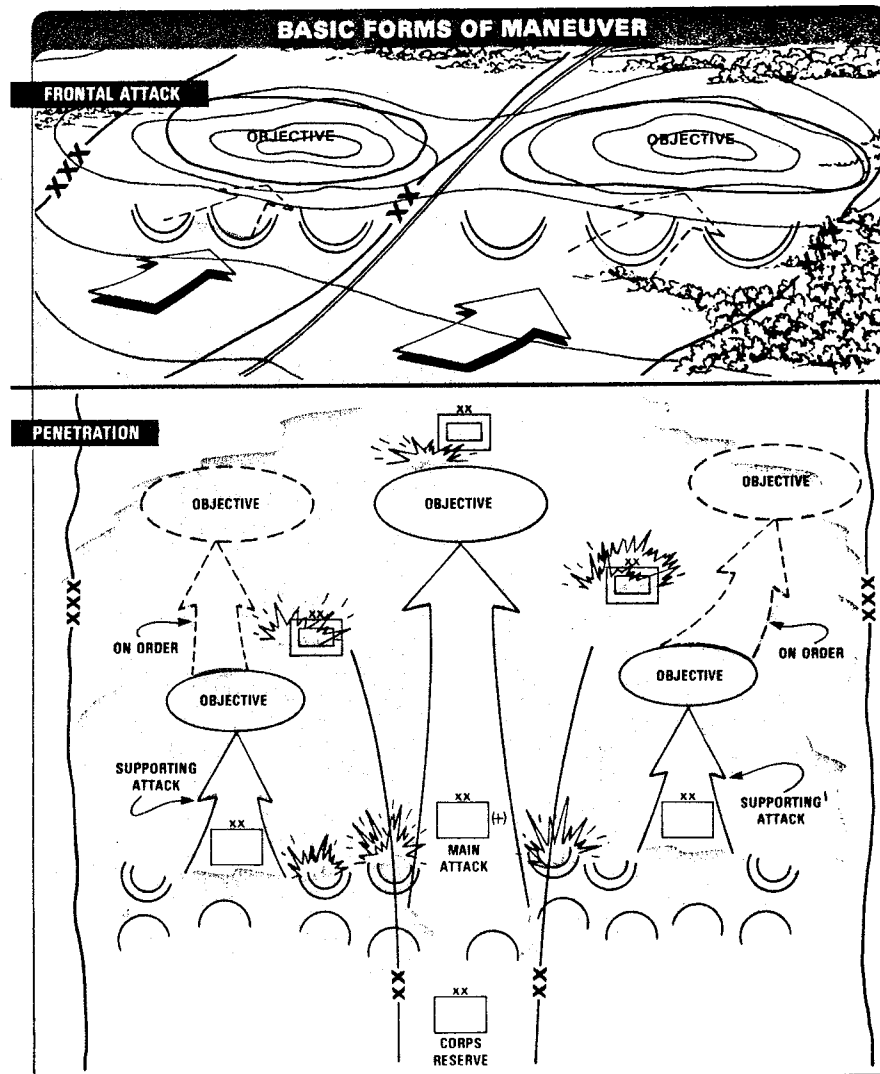 BASIC FORMS OF MANEUVER
FRONTAL ATTACK
OBJECTIVE
OBJECTIVE
XXX
XX
PENETRATION
XX
OBJECTIVE
OBJECTIVE
OBJECTIVE
XX
XXX
XXX
XX
ON ORDER
ON ORDER
OBJECTIVE
OBJECTIVE
SUPPORTING
ATTACK
XX
XX
(+)
MAIN
ATTACK
XX
SUPPORTING
ATTACK
XX
XX
XX
CORPS
RESERVE